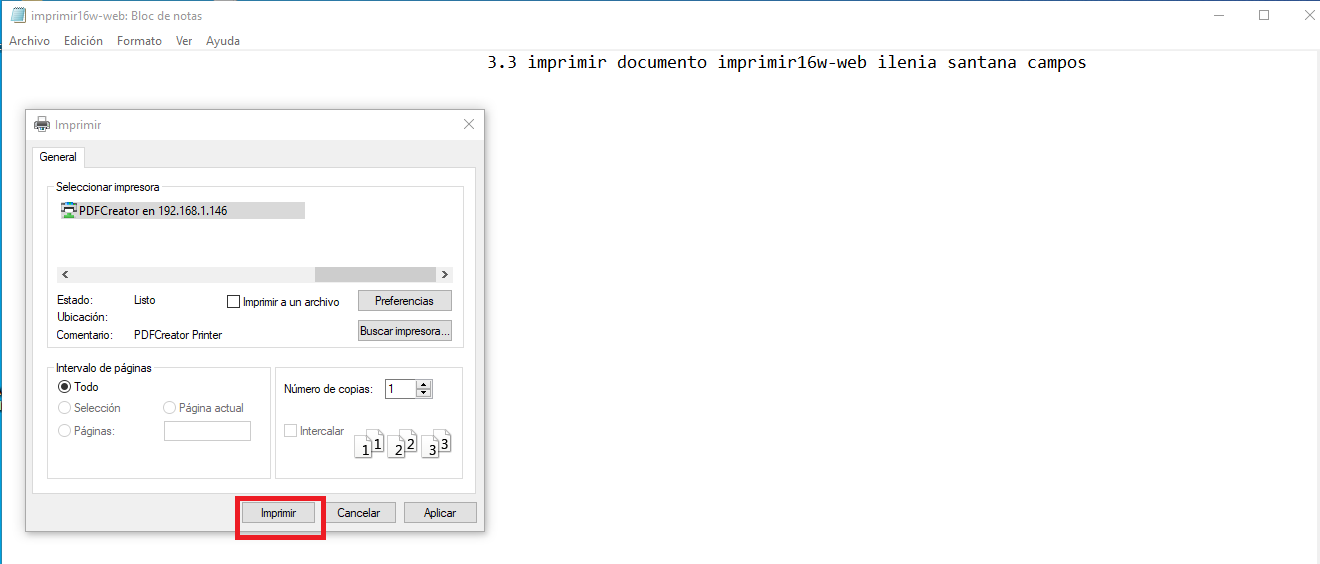 imprimir16w-web: Bloc de notas
Archivo Edición Formato Ver Ayuda
3.3 imprimir documento imprimir16w-web ilenia santana campos
Imprimir
General
Seleccionar impresora
PDFCreator en 192.168.1.146
Estado: Listo Imprimir a un archivo Preferencias
Ubicación:
Comentario: PDFCreator Printer Buscar impresora...
Intervalo de páginas
Todo Número de copias: 1
Selección Página actual
Páginas: Intercalar
1 1 2 2 3 3
Imprimir Cancelar Aplicar